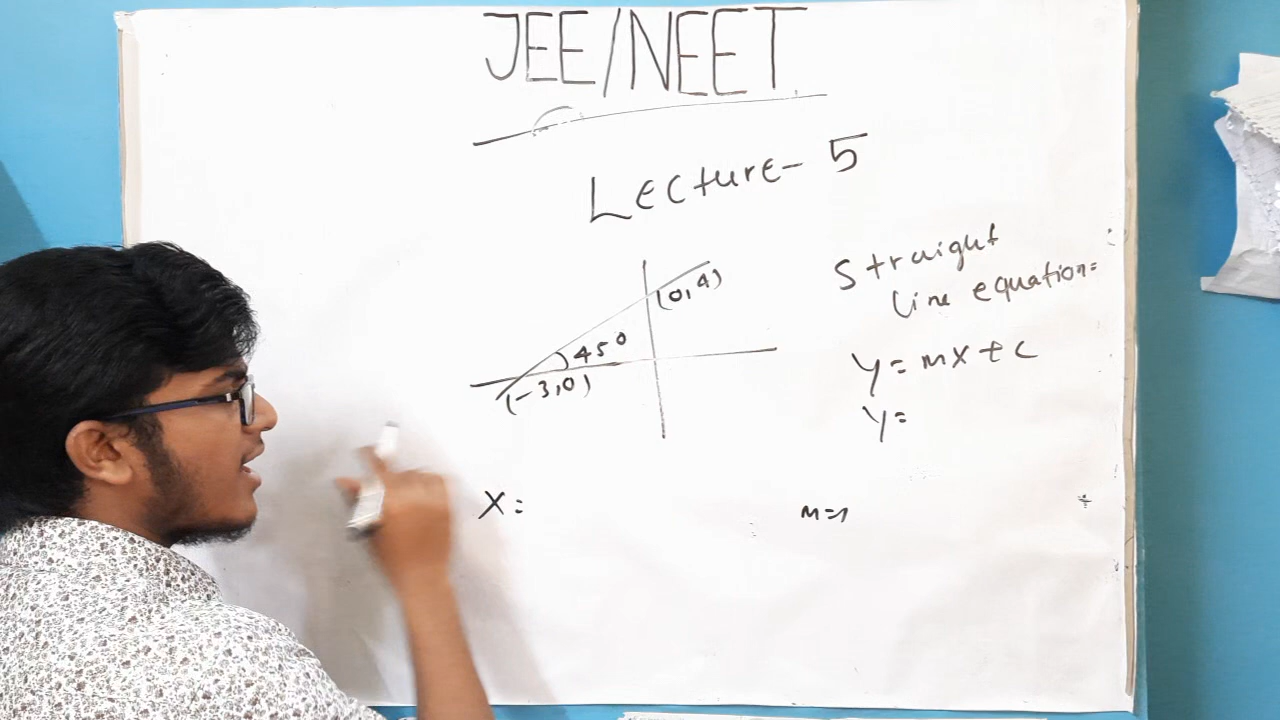 JEE/NEET
Lecture- 5
(0,4)
45°
(-3,0)
Straight
line equation=
y=mx+c
y=
x=
m=1